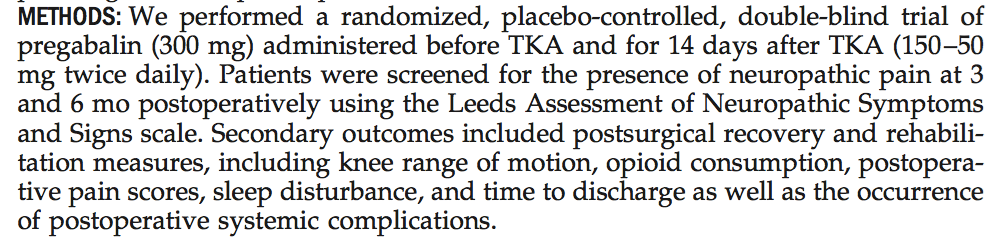 METHODS: We performed a randomized, placebo-controlled, double-blind trial of
pregabalin (300 mg) administered before TKA and for 14 days after TKA (150–50
mg twice daily). Patients were screened for the presence of neuropathic pain at 3
and 6 mo postoperatively using the Leeds Assessment of Neuropathic Symptoms
and Signs scale. Secondary outcomes included postsurgical recovery and rehabili-
tation measures, including knee range of motion, opioid consumption, postopera-
tive pain scores, sleep disturbance, and time to discharge as well as the occurrence
of postoperative systemic complications.